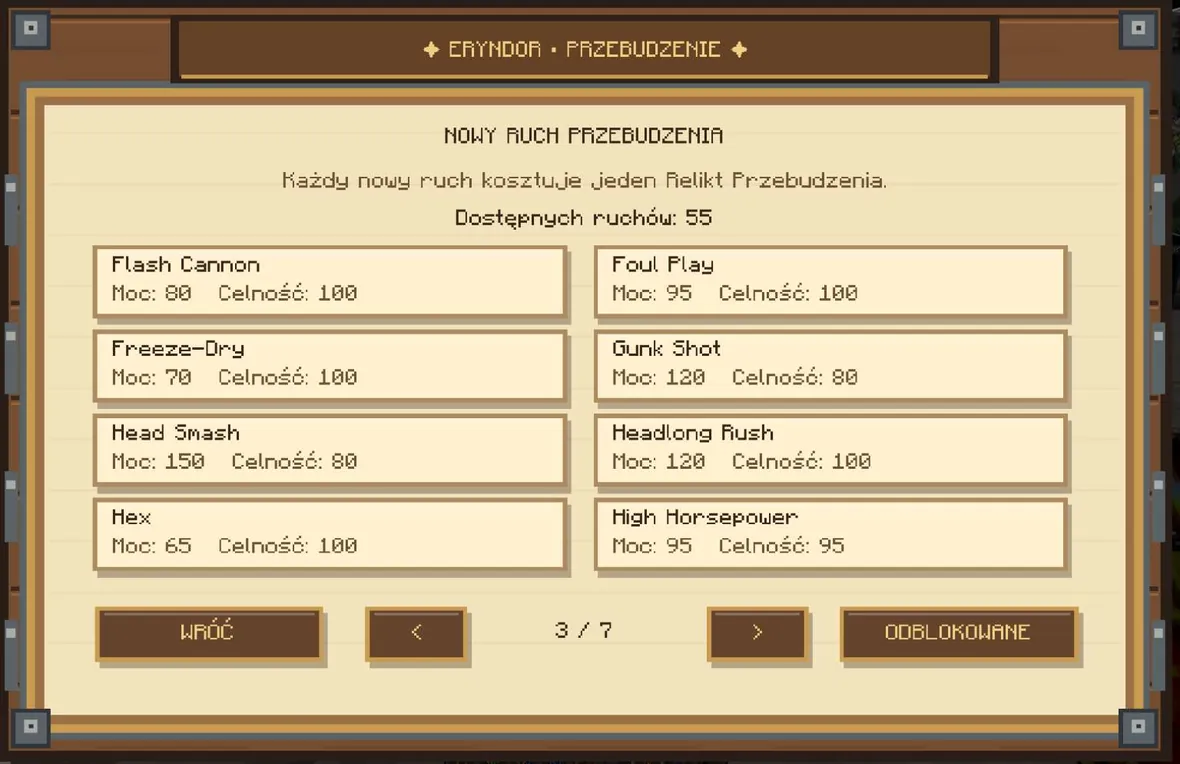 ✦ ERYNDOR • PRZEBUDZENIE ✦
NOWY RUCH PRZEBUDZENIA
Każdy nowy ruch kosztuje jeden Relikt Przebudzenia.
Dostępnych ruchów: 55
Flash Cannon
Moc: 80 Celność: 100
Foul Play
Moc: 95 Celność: 100
Freeze-Dry
Moc: 70 Celność: 100
Gunk Shot
Moc: 120 Celność: 80
Head Smash
Moc: 150 Celność: 80
Headlong Rush
Moc: 120 Celność: 100
Hex
Moc: 65 Celność: 100
High Horsepower
Moc: 95 Celność: 95
WRÓĆ
<
3 / 7
>
ODBLOKOWANE